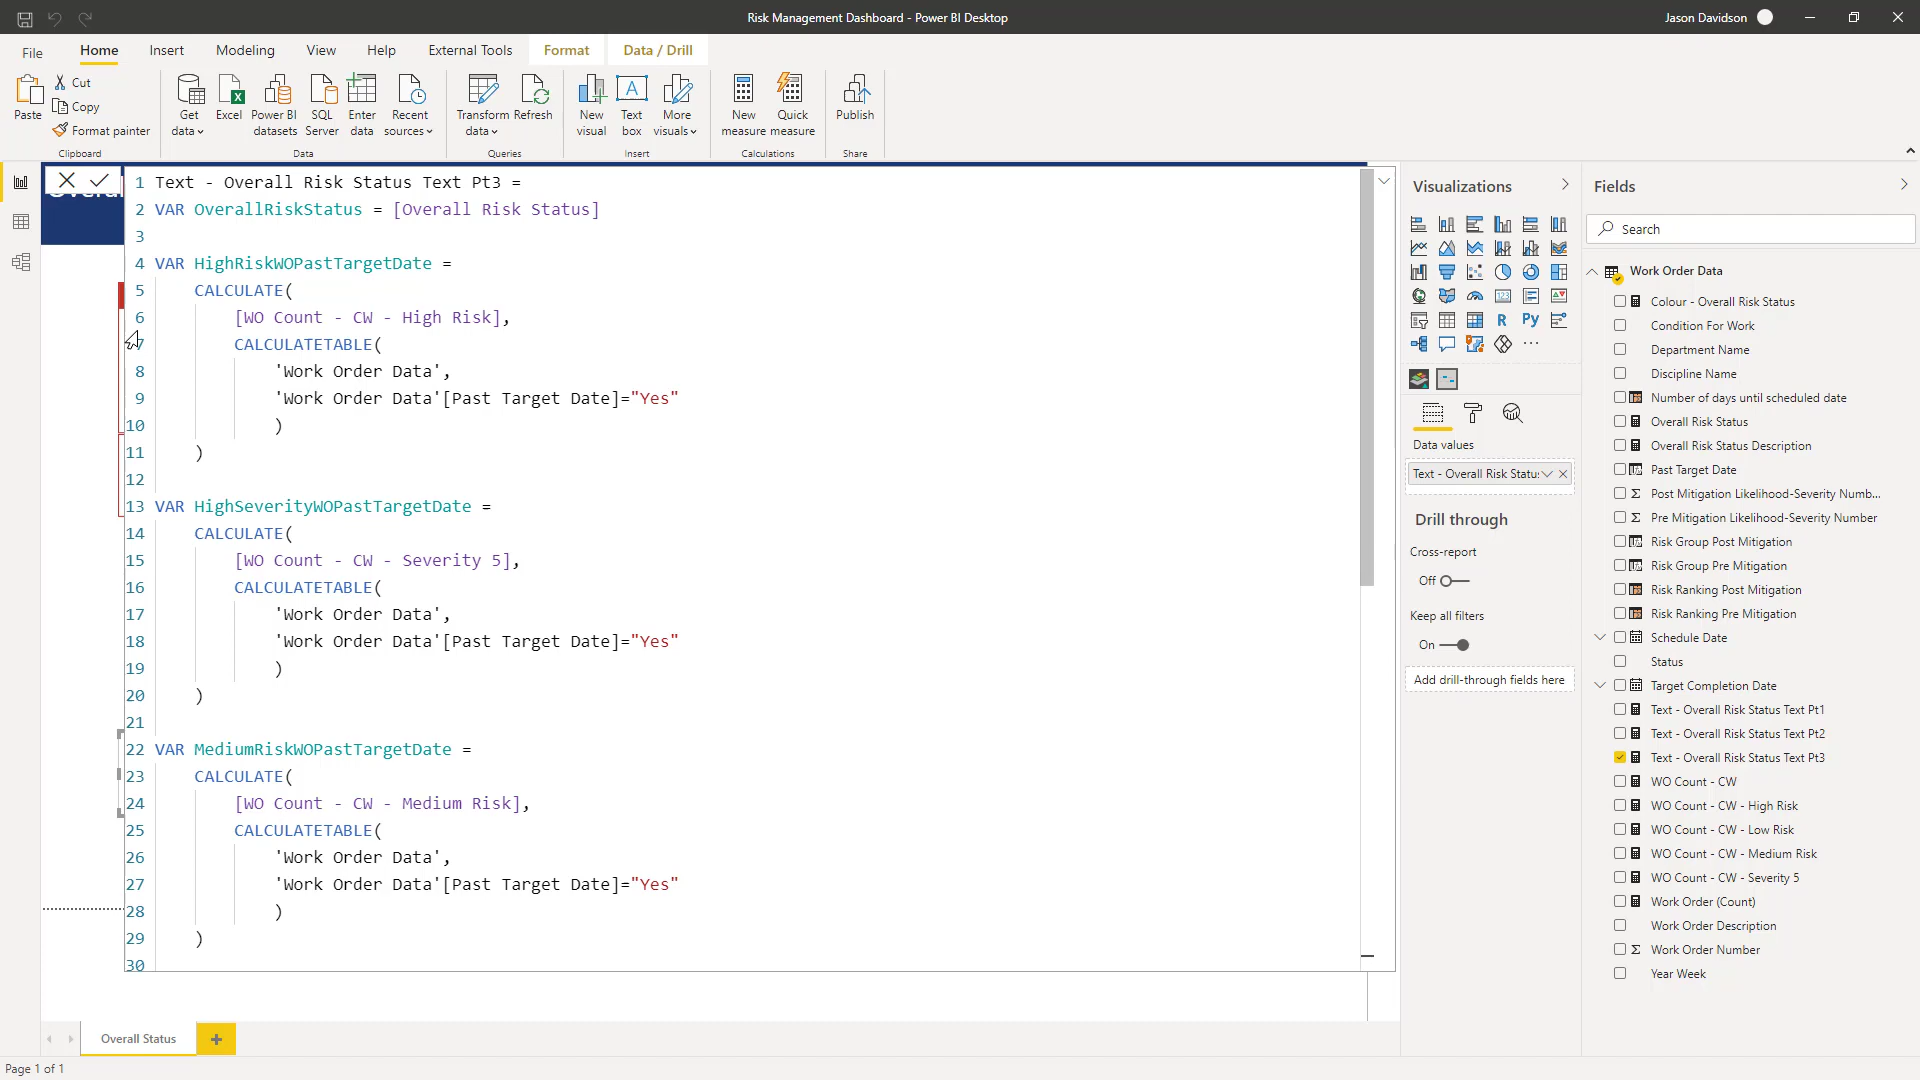 Risk Management Dashboard - Power BI Desktop
Jason Davidson
File
Home
Insert
Modeling
View
Help
External Tools
Format
Data / Drill
Paste
Cut
Copy
Format painter
Clipboard
Get data
Excel
Power BI datasets
SQL Server
Enter data
Recent sources
Data
Transform data
Refresh
Queries
New visual
Text box
More visuals
Insert
New measure
Quick measure
Calculations
Publish
Share
1 Text - Overall Risk Status Text Pt3 =
2 VAR OverallRiskStatus = [Overall Risk Status]
3
4 VAR HighRiskWOPastTargetDate =
5 CALCULATE(
6 [WO Count - CW - High Risk],
7 CALCULATETABLE(
8 'Work Order Data',
9 'Work Order Data'[Past Target Date]="Yes"
10 )
11 )
12
13 VAR HighSeverityWOPastTargetDate =
14 CALCULATE(
15 [WO Count - CW - Severity 5],
16 CALCULATETABLE(
17 'Work Order Data',
18 'Work Order Data'[Past Target Date]="Yes"
19 )
20 )
21
22 VAR MediumRiskWOPastTargetDate =
23 CALCULATE(
24 [WO Count - CW - Medium Risk],
25 CALCULATETABLE(
26 'Work Order Data',
27 'Work Order Data'[Past Target Date]="Yes"
28 )
29 )
30
Visualizations
R
Py
123
...
Data values
Text - Overall Risk Statu
Drill through
Cross-report
Off
Keep all filters
On
Add drill-through fields here
Fields
Search
Work Order Data
Colour - Overall Risk Status
Condition For Work
Department Name
Discipline Name
Number of days until scheduled date
Overall Risk Status
Overall Risk Status Description
Past Target Date
Post Mitigation Likelihood-Severity Numb...
Pre Mitigation Likelihood-Severity Number
Risk Group Post Mitigation
Risk Group Pre Mitigation
Risk Ranking Post Mitigation
Risk Ranking Pre Mitigation
Schedule Date
Status
Target Completion Date
Text - Overall Risk Status Text Pt1
Text - Overall Risk Status Text Pt2
Text - Overall Risk Status Text Pt3
WO Count - CW
WO Count - CW - High Risk
WO Count - CW - Low Risk
WO Count - CW - Medium Risk
WO Count - CW - Severity 5
Work Order (Count)
Work Order Description
Work Order Number
Year Week
Overall Status
Page 1 of 1